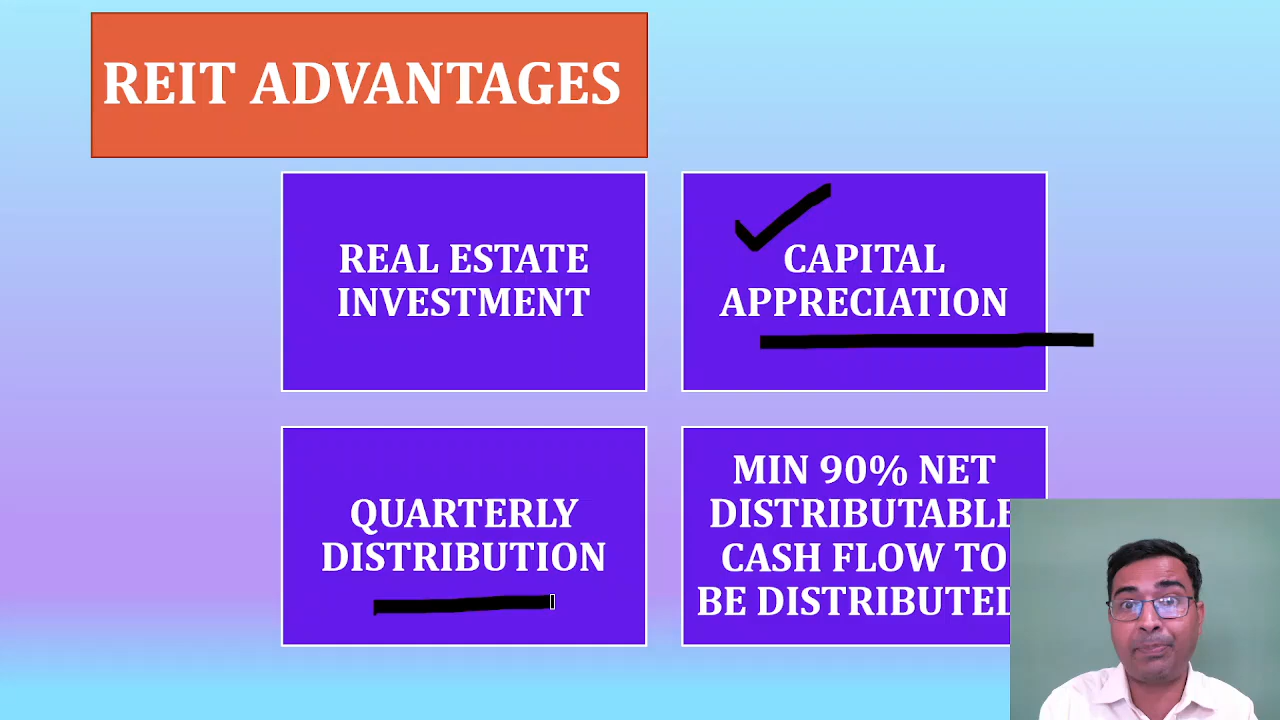 REIT ADVANTAGES
REAL ESTATE
INVESTMENT
CAPITAL
APPRECIATION
QUARTERLY
DISTRIBUTION
MIN 90% NET
DISTRIBUTABLE
CASH FLOW TO
BE DISTRIBUTED